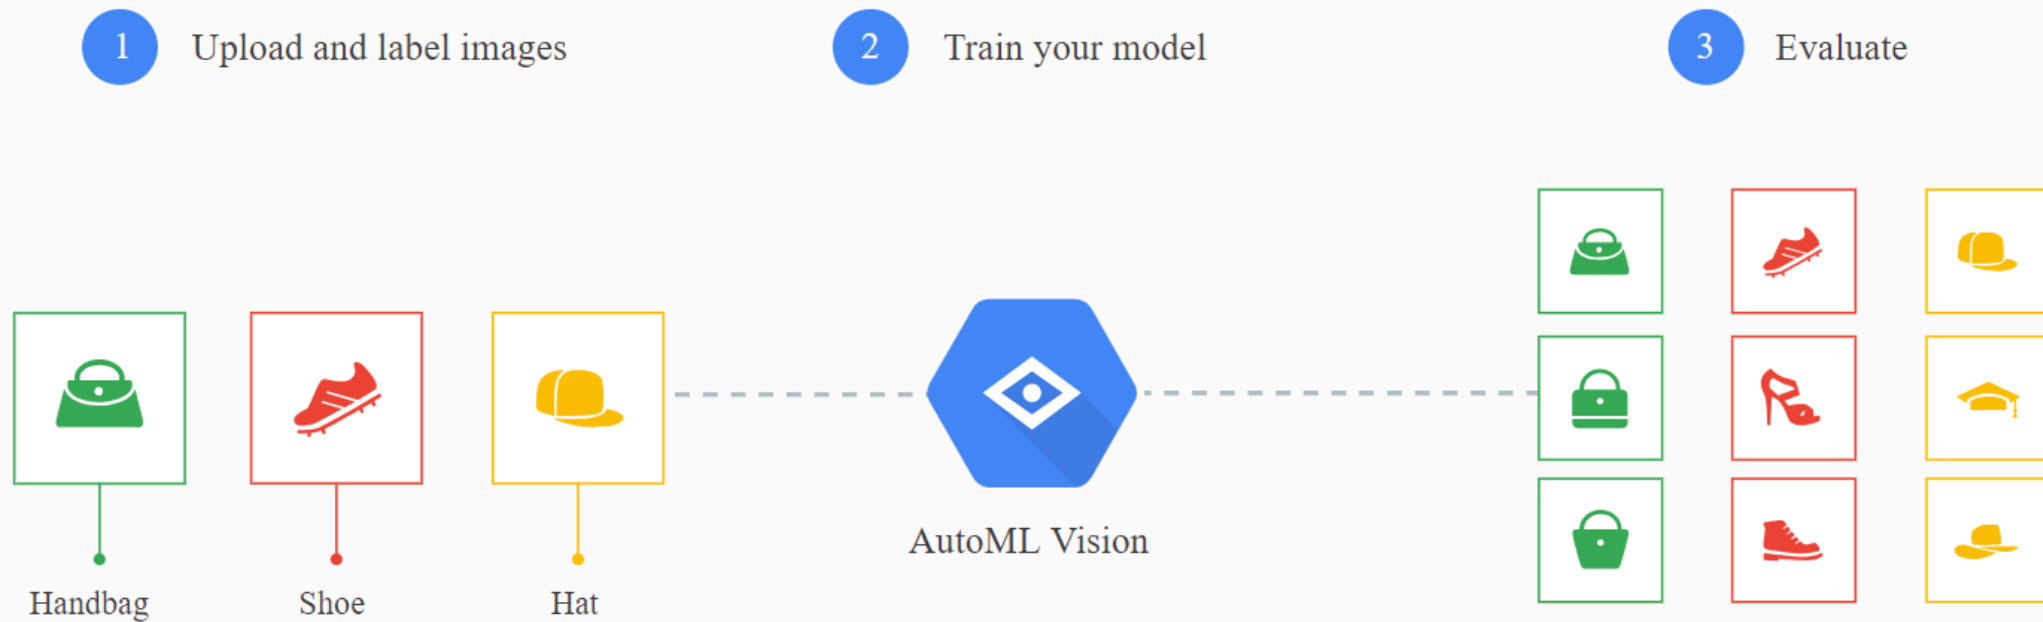 1 Upload and label images
2 Train your model
3 Evaluate
AutoML Vision
Handbag
Shoe
Hat